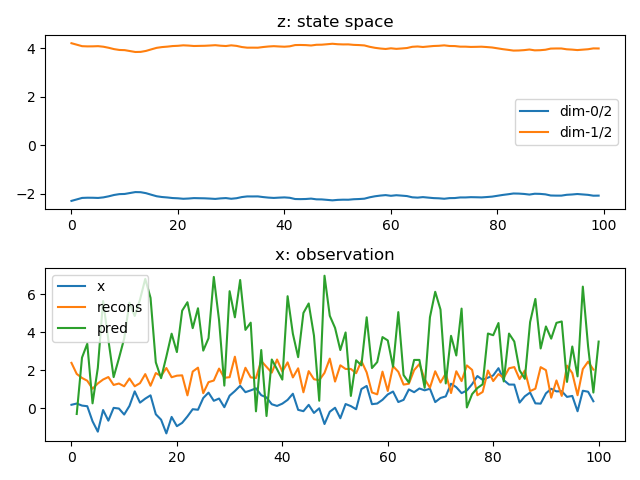 z: state space
4
2
0
−2
dim-0/2
dim-1/2
0 20 40 60 80 100
x: observation
6
4
2
0
x
recons
pred
0 20 40 60 80 100